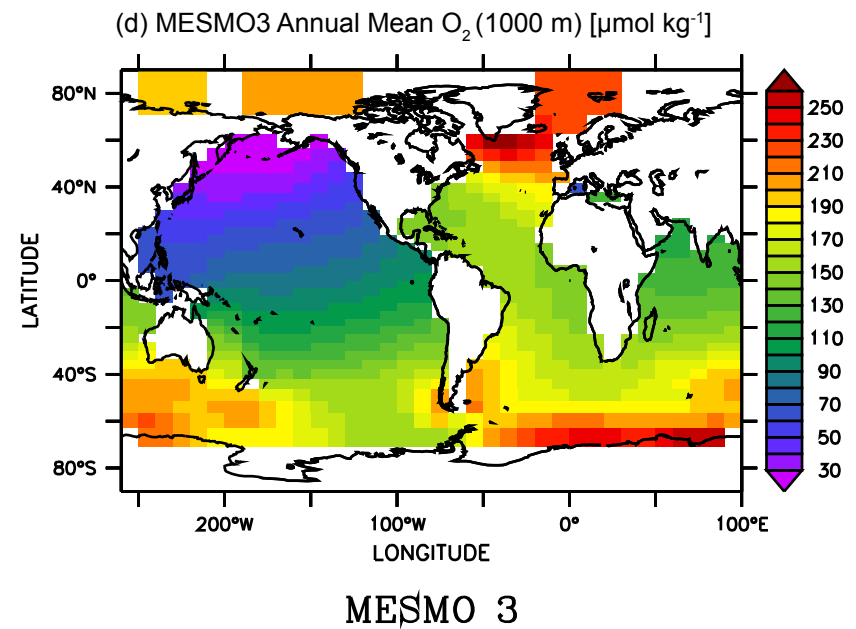 (d) MESMO3 Annual Mean O₂ (1000 m) [µmol kg⁻¹]
80°N
40°N
0°
40°S
80°S
LATITUDE
200°W
100°W
0°
100°E
LONGITUDE
250
230
210
190
170
150
130
110
90
70
50
30
MESMO 3